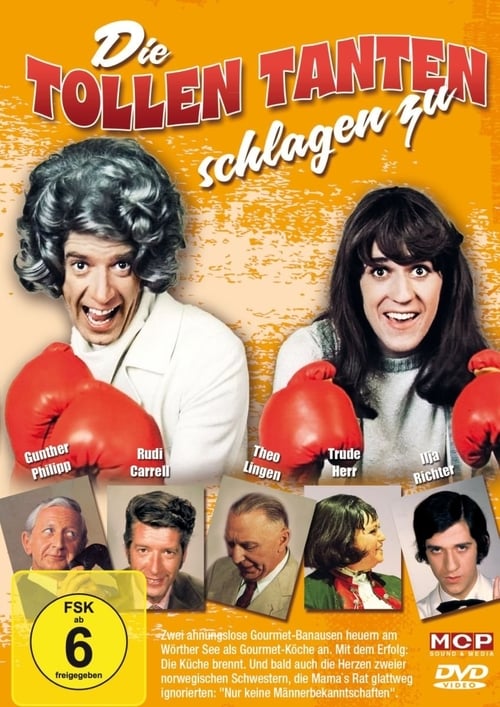 Die
TOLLEN TANTEN
schlagen zu
Gunther
Philipp
Rudi
Carrell
Theo
Lingen
Trude
Herr
Ilja
Richter
FSK
ab
6
freigegeben
Zwei ahnungslose Gourmet-Banausen heuern am
Wörther See als Gourmet-Köche an. Mit dem Erfolg:
Die Küche brennt. Und bald auch die Herzen zweier
norwegischen Schwestern, die Mama´s Rat glattweg
ignorierten: "Nur keine Männerbekanntschaften".
MCP
SOUND & MEDIA
DVD
VIDEO